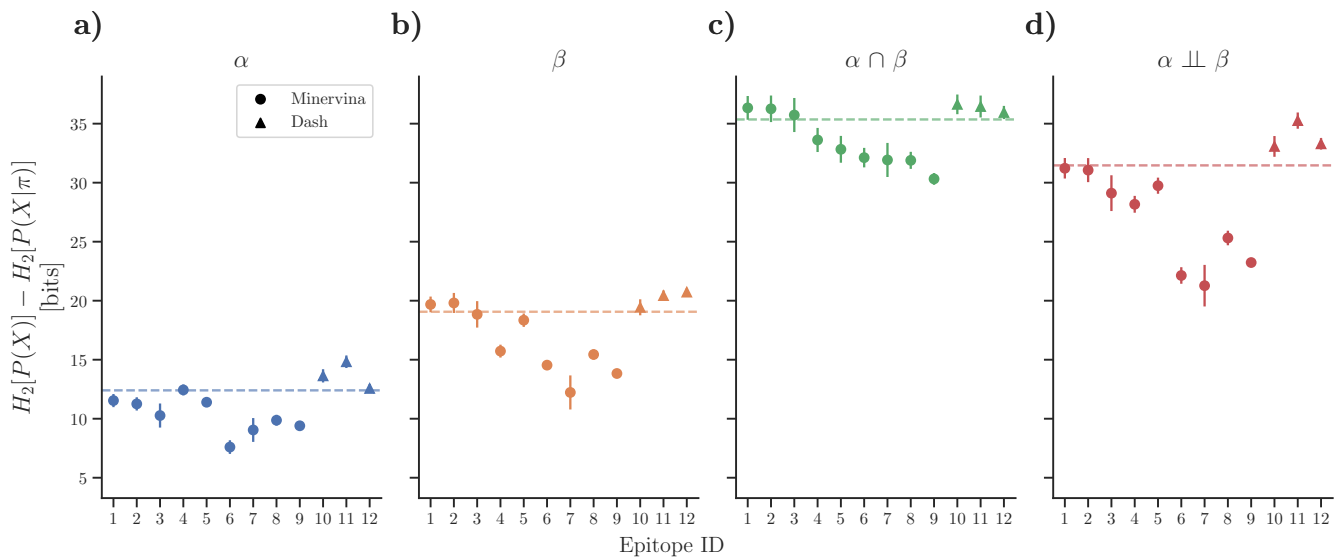 a) b) c) d)
α β α ∩ β α ⫫ β
Minervina
Dash
H₂[P(X)] − H₂[P(X|π)]
[bits]
35
30
25
20
15
10
5
1 2 3 4 5 6 7 8 9 10 11 12 1 2 3 4 5 6 7 8 9 10 11 12 1 2 3 4 5 6 7 8 9 10 11 12 1 2 3 4 5 6 7 8 9 10 11 12
Epitope ID